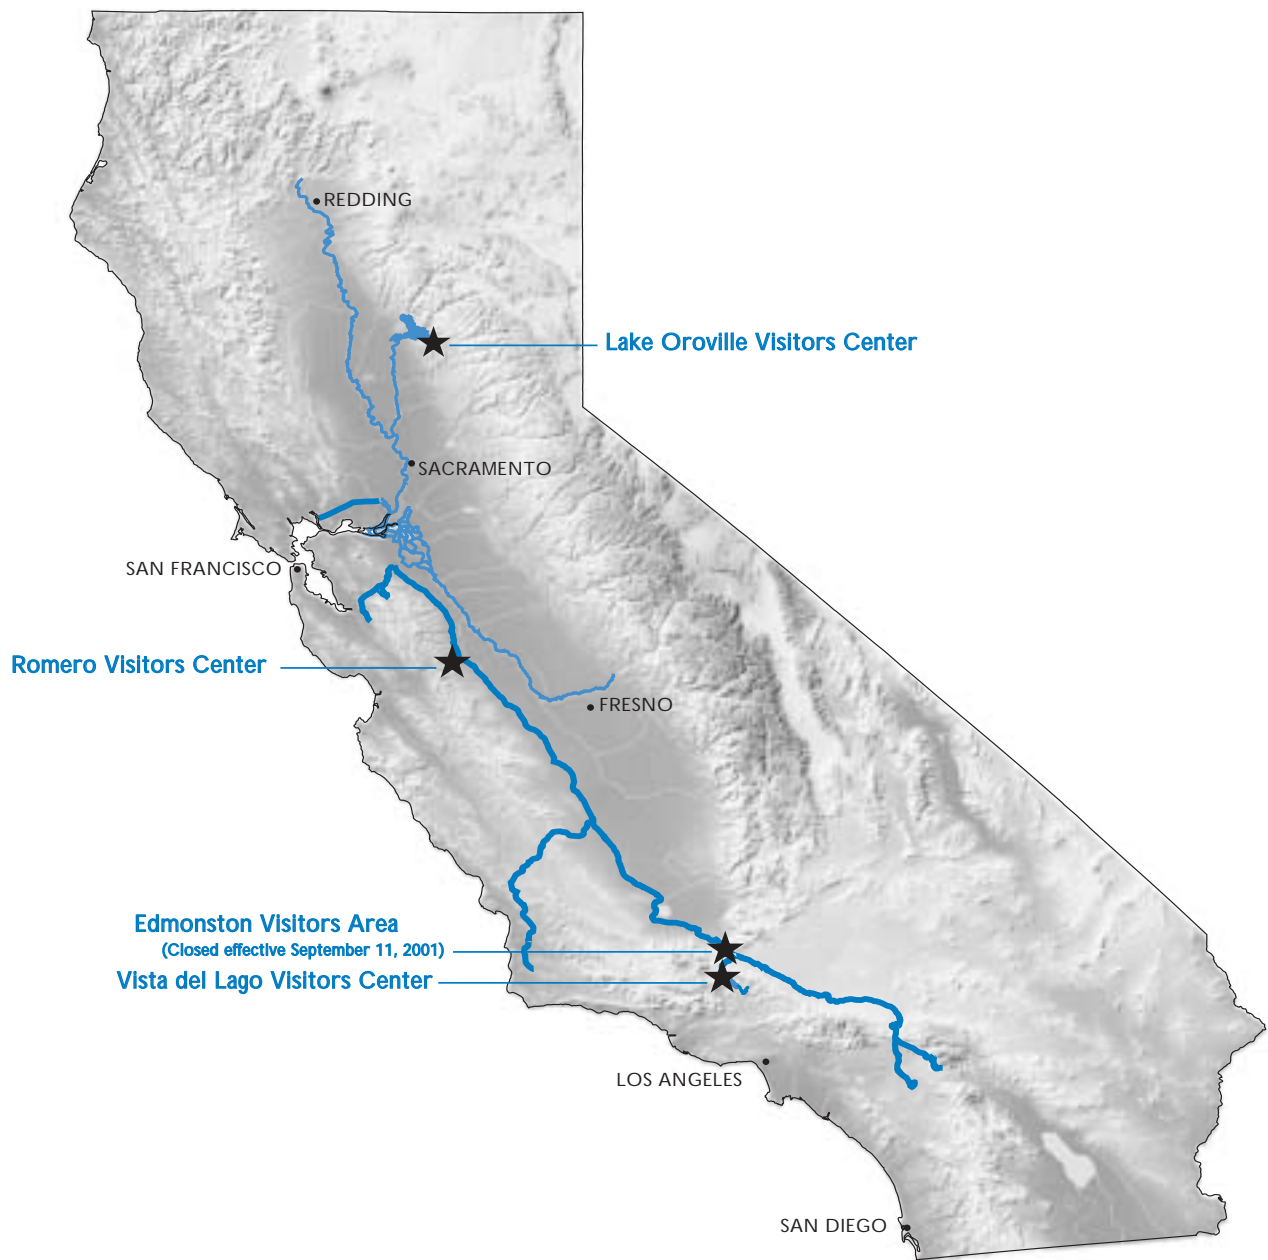 REDDING
Lake Oroville Visitors Center
SACRAMENTO
SAN FRANCISCO
Romero Visitors Center
FRESNO
Edmonston Visitors Area
(Closed effective September 11, 2001)
Vista del Lago Visitors Center
LOS ANGELES
SAN DIEGO